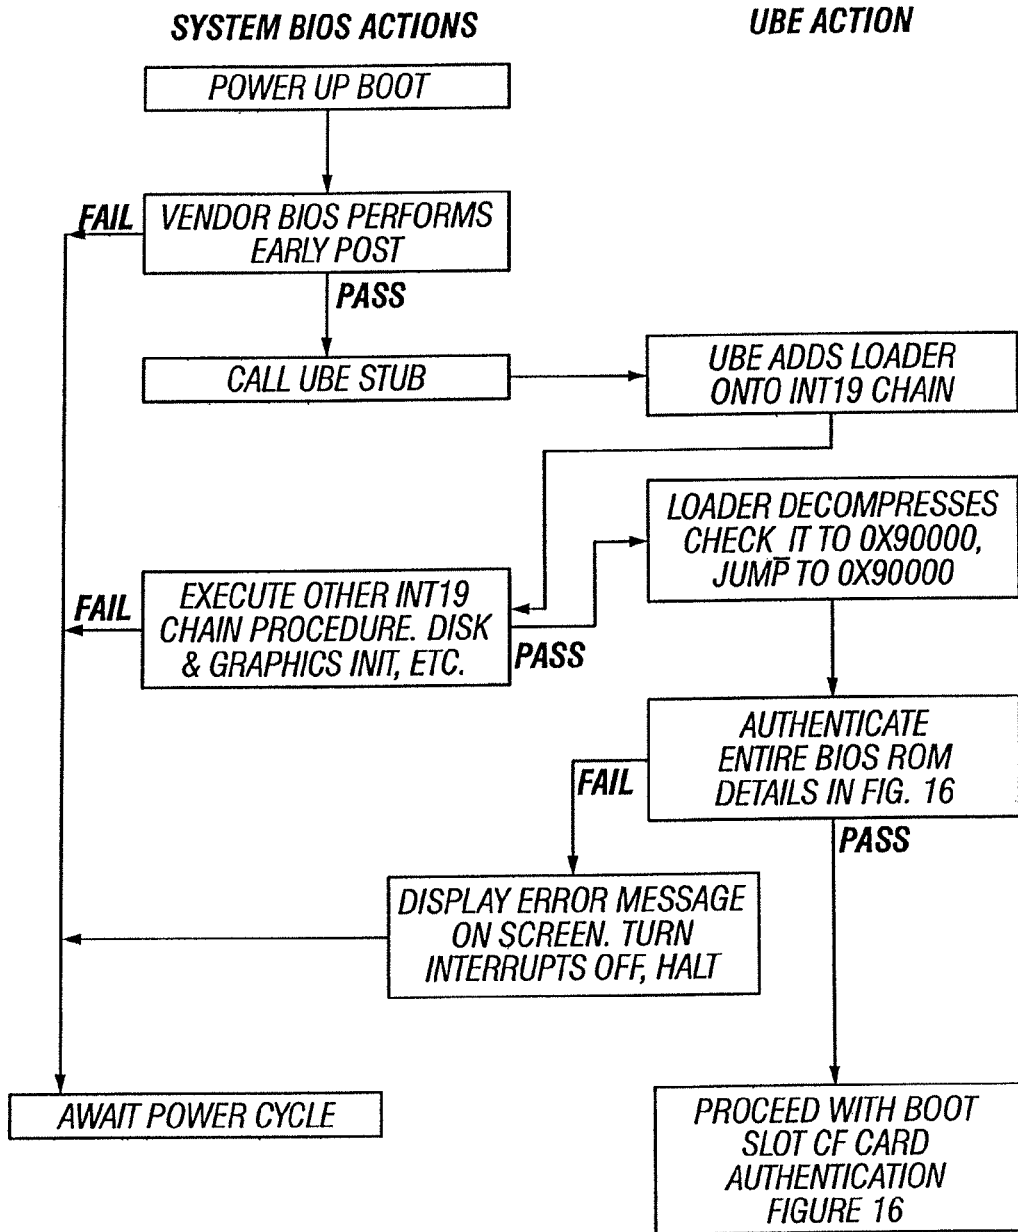 SYSTEM BIOS ACTIONS
UBE ACTION
POWER UP BOOT
FAIL
VENDOR BIOS PERFORMS
EARLY POST
PASS
CALL UBE STUB
UBE ADDS LOADER
ONTO INT19 CHAIN
LOADER DECOMPRESSES
CHECK_IT TO 0X90000,
JUMP TO 0X90000
FAIL
EXECUTE OTHER INT19
CHAIN PROCEDURE. DISK
& GRAPHICS INIT, ETC.
PASS
AUTHENTICATE
ENTIRE BIOS ROM
DETAILS IN FIG. 16
FAIL
PASS
DISPLAY ERROR MESSAGE
ON SCREEN. TURN
INTERRUPTS OFF, HALT
AWAIT POWER CYCLE
PROCEED WITH BOOT
SLOT CF CARD
AUTHENTICATION
FIGURE 16